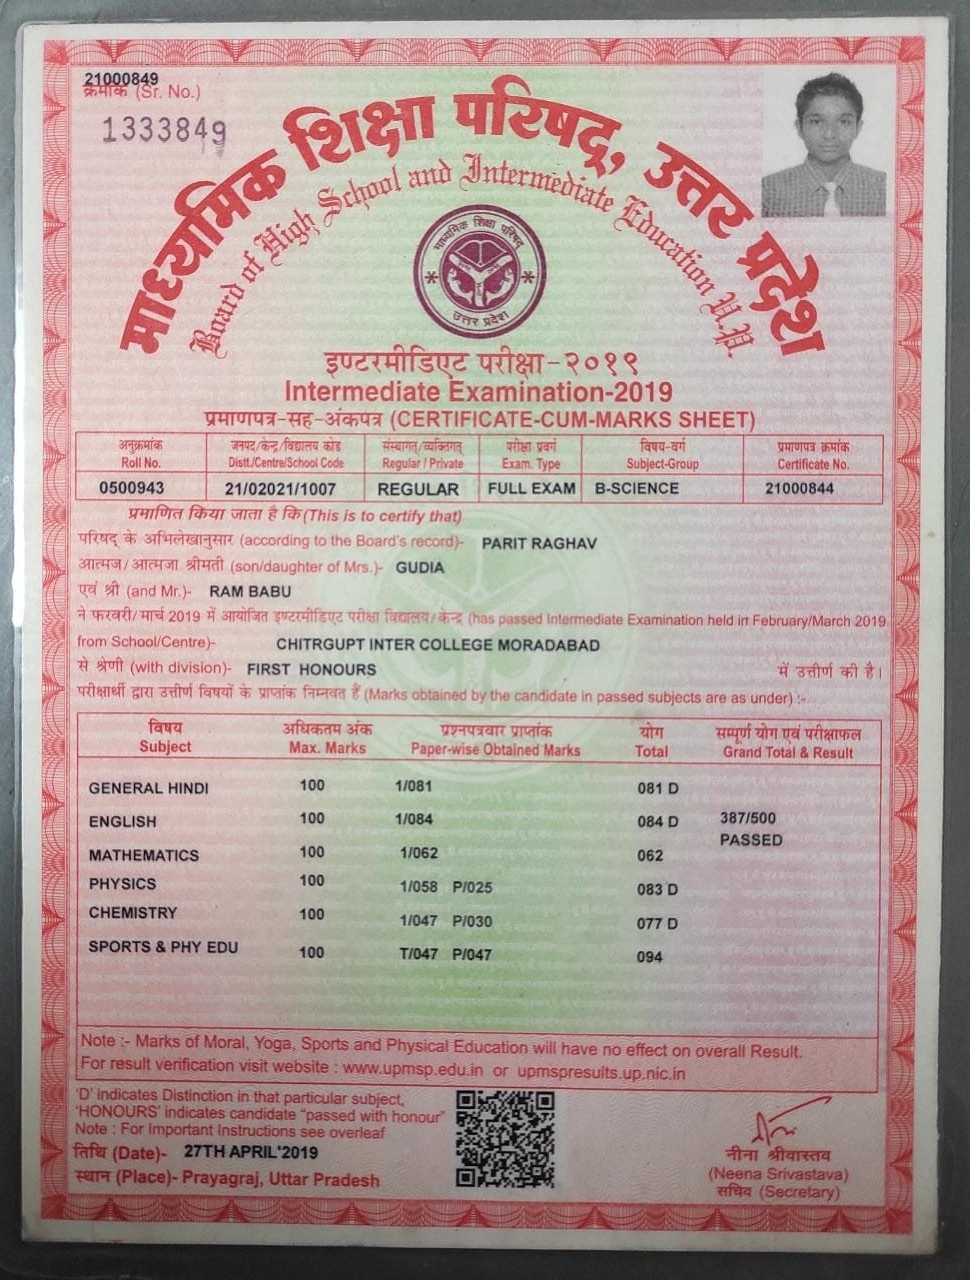 21000849
क्रमांक (Sr. No.)
1333849
माध्यमिक शिक्षा परिषद्, उत्तर प्रदेश
Board of High School and Intermediate Education U.P.
माध्यमिक शिक्षा परिषद्
उत्तर प्रदेश
इण्टरमीडिएट परीक्षा-२०१९
Intermediate Examination-2019
प्रमाणपत्र-सह-अंकपत्र (CERTIFICATE-CUM-MARKS SHEET)
अनुक्रमांक जनपद/केन्द्र/विद्यालय कोड संस्थागत/व्यक्तिगत परीक्षा प्रवर्ग विषय-वर्ग प्रमाणपत्र क्रमांक
Roll No. Distt./Centre/School Code Regular / Private Exam. Type Subject-Group Certificate No.
0500943 21/02021/1007 REGULAR FULL EXAM B-SCIENCE 21000844
प्रमाणित किया जाता है कि (This is to certify that)
परिषद् के अभिलेखानुसार (according to the Board's record)- PARIT RAGHAV
आत्मज/आत्मजा श्रीमती (son/daughter of Mrs.)- GUDIA
एवं श्री (and Mr.)- RAM BABU
ने फरवरी/मार्च 2019 में आयोजित इण्टरमीडिएट परीक्षा विद्यालय/केन्द्र (has passed Intermediate Examination held in February/March 2019
from School/Centre)- CHITRGUPT INTER COLLEGE MORADABAD
से श्रेणी (with division)- FIRST HONOURS में उत्तीर्ण की है।
परीक्षार्थी द्वारा उत्तीर्ण विषयों के प्राप्तांक निम्नवत हैं (Marks obtained by the candidate in passed subjects are as under) :-
विषय अधिकतम अंक प्रश्नपत्रवार प्राप्तांक योग सम्पूर्ण योग एवं परीक्षाफल
Subject Max. Marks Paper-wise Obtained Marks Total Grand Total & Result
GENERAL HINDI 100 1/081 081 D
ENGLISH 100 1/084 084 D 387/500
PASSED
MATHEMATICS 100 1/062 062
PHYSICS 100 1/058 P/025 083 D
CHEMISTRY 100 1/047 P/030 077 D
SPORTS & PHY EDU 100 T/047 P/047 094
Note :- Marks of Moral, Yoga, Sports and Physical Education will have no effect on overall Result.
For result verification visit website : www.upmsp.edu.in or upmspresults.up.nic.in
'D' indicates Distinction in that particular subject;
'HONOURS' indicates candidate "passed with honour"
Note : For Important Instructions see overleaf
तिथि (Date)- 27TH APRIL'2019
स्थान (Place)- Prayagraj, Uttar Pradesh
नीना श्रीवास्तव
(Neena Srivastava)
सचिव (Secretary)